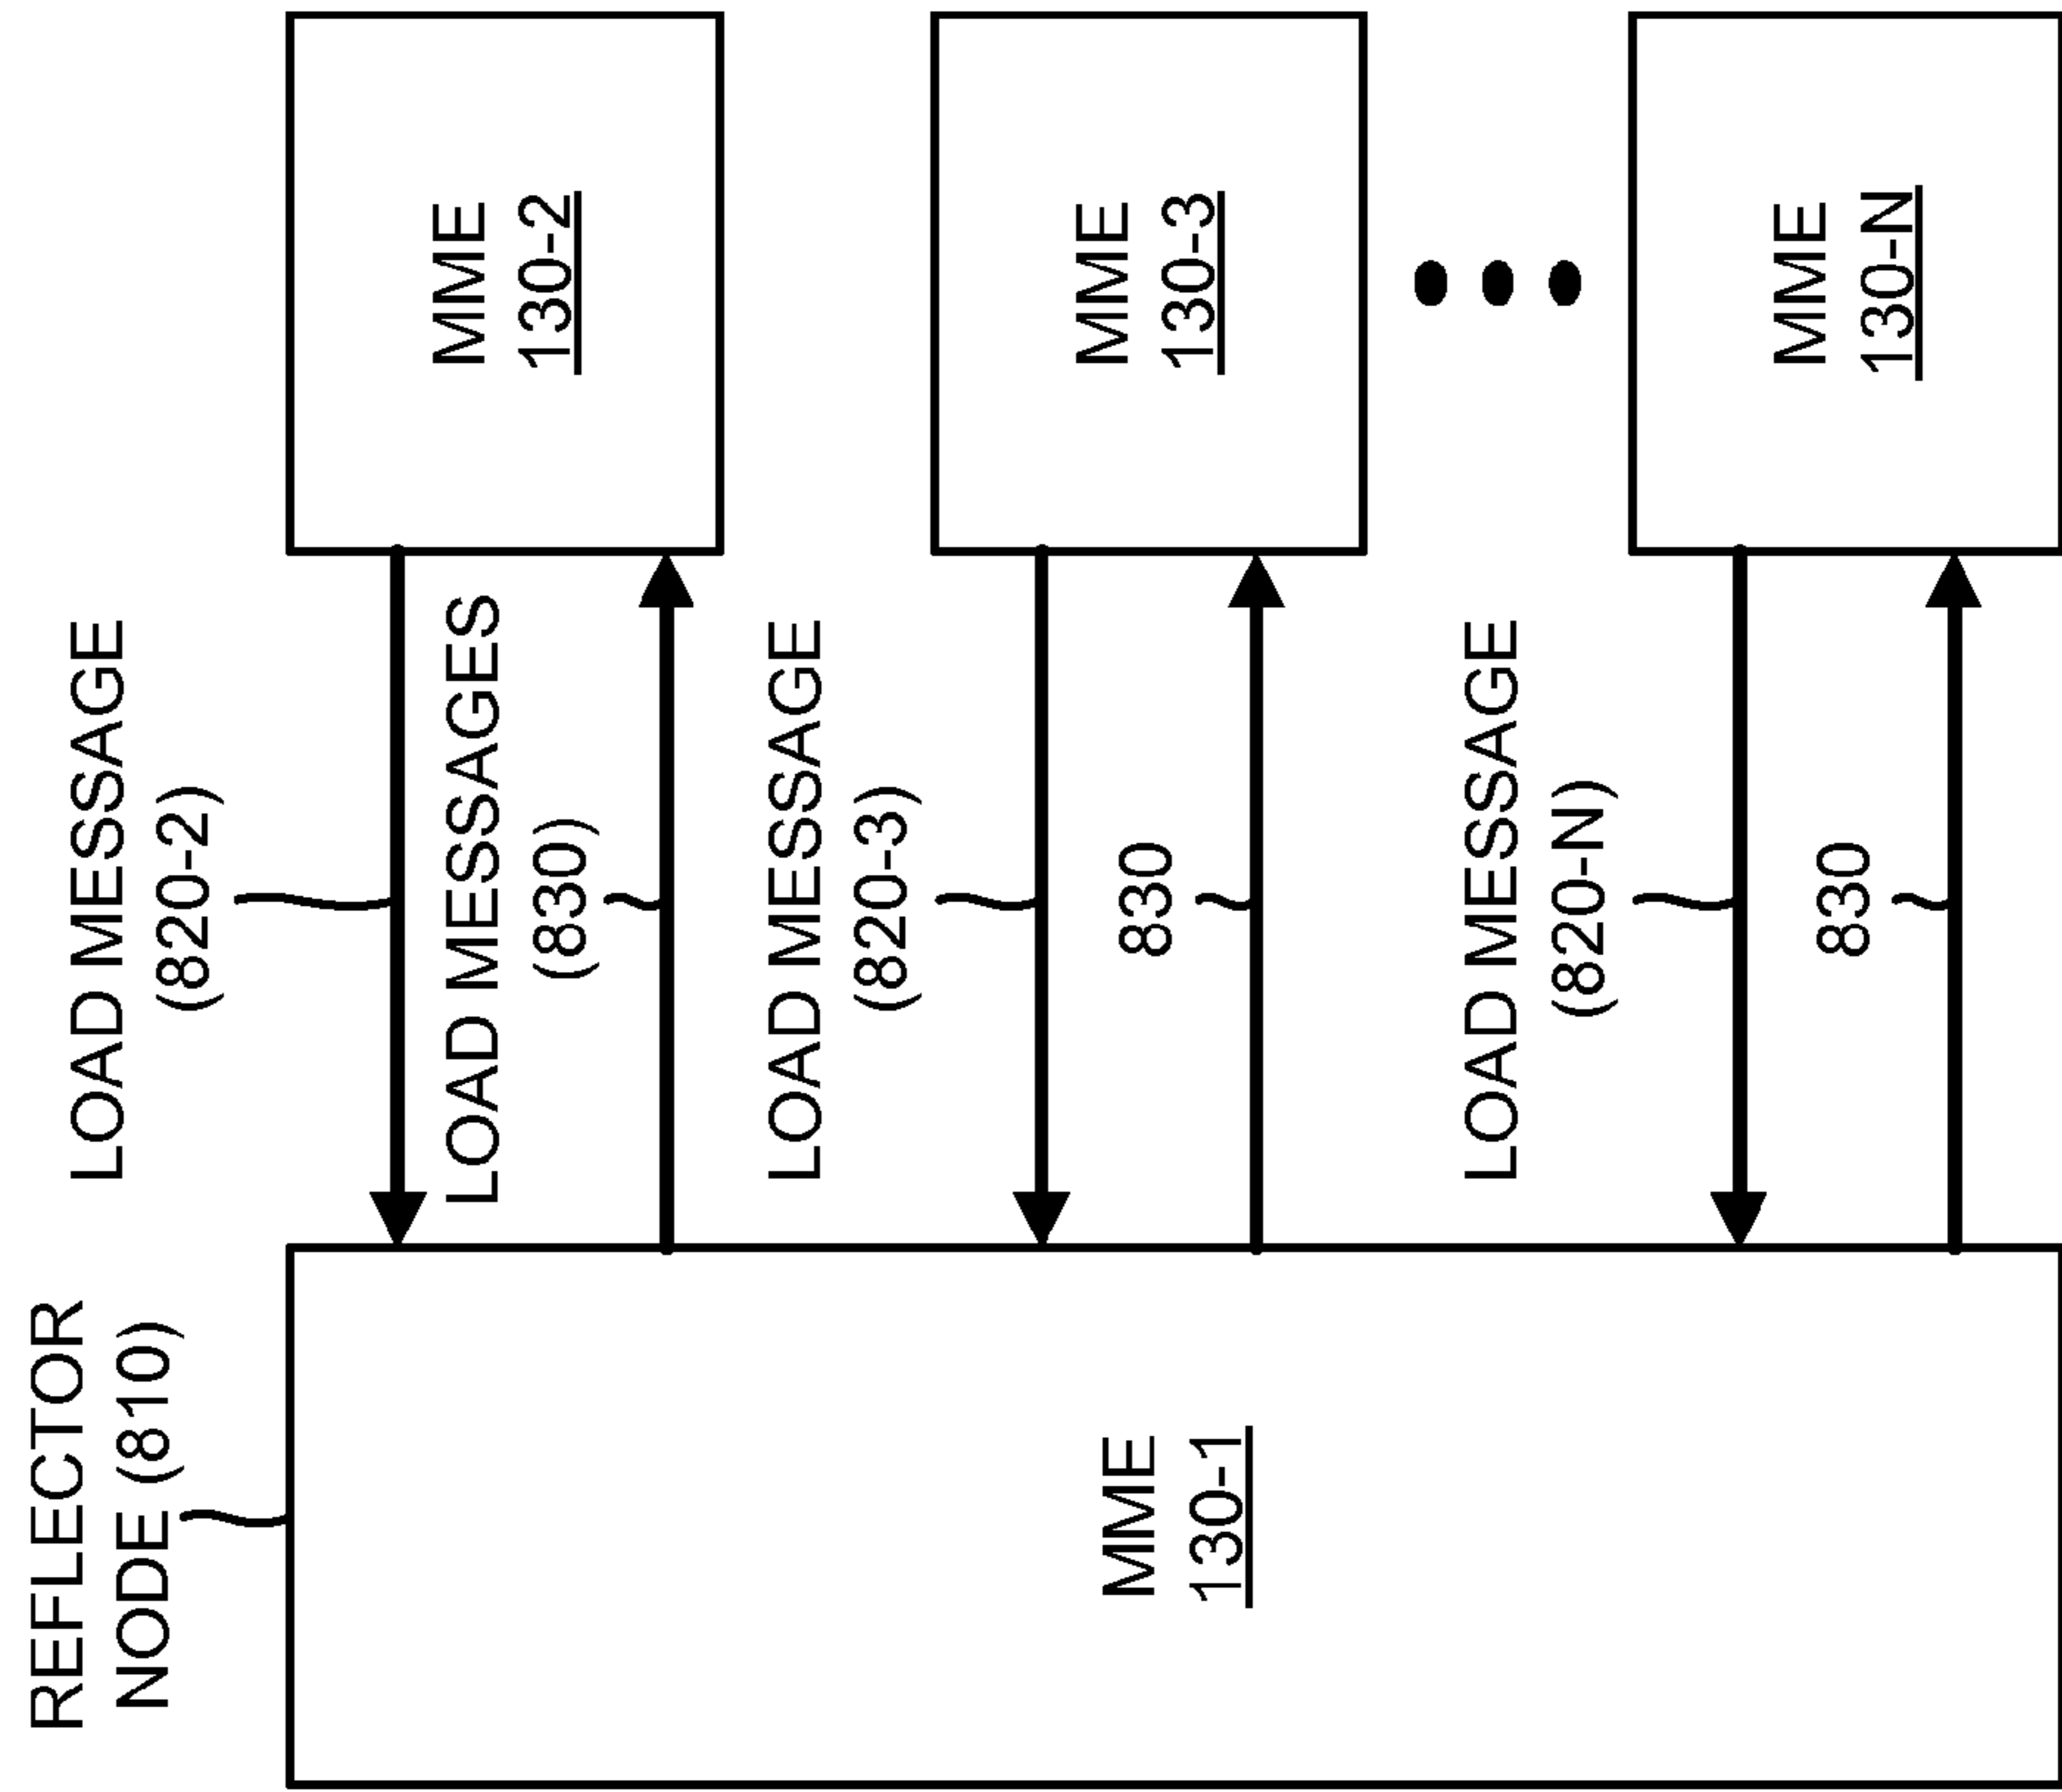 REFLECTOR
NODE (810)
MME
130-1
LOAD MESSAGE
(820-2)
LOAD MESSAGES
(830)
LOAD MESSAGE
(820-3)
830
LOAD MESSAGE
(820-N)
830
MME
130-2
MME
130-3
MME
130-N